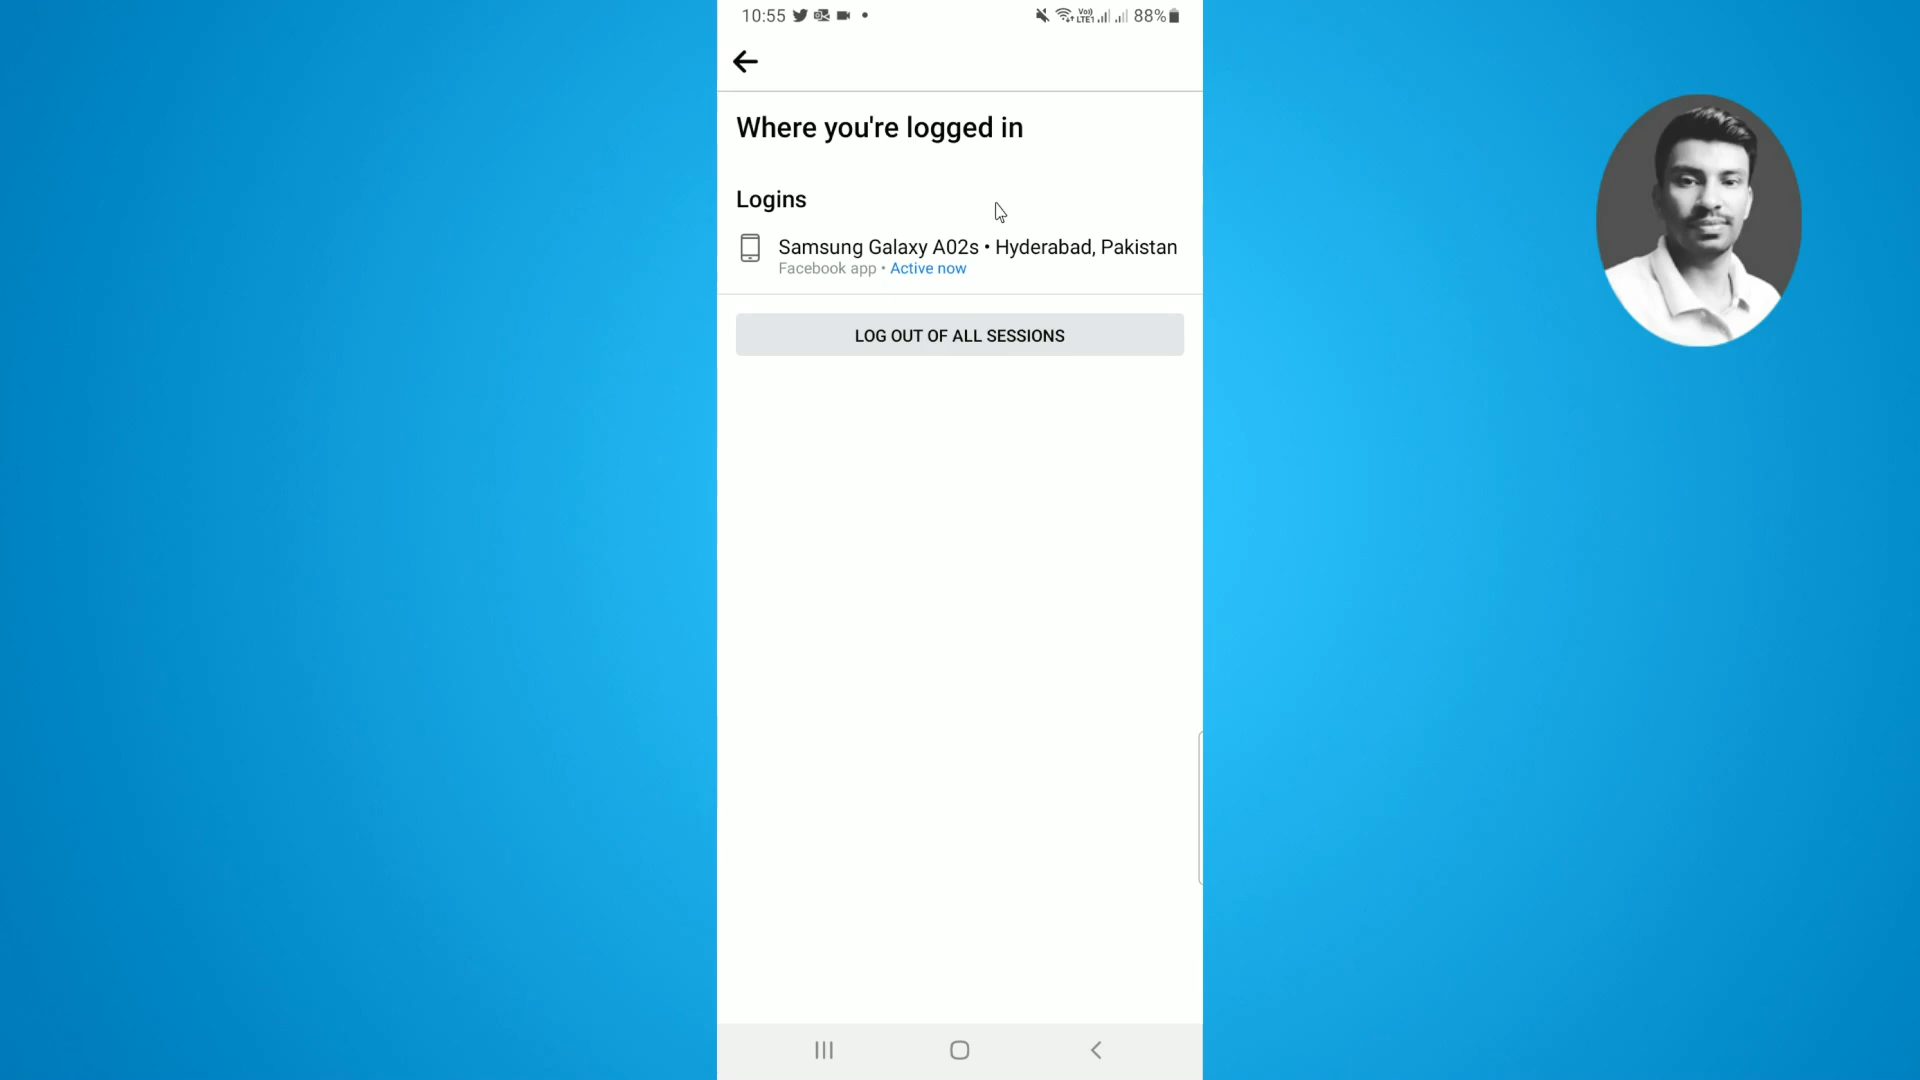 10:55 88%
Where you're logged in
Logins
Samsung Galaxy A02s • Hyderabad, Pakistan
Facebook app • Active now
LOG OUT OF ALL SESSIONS